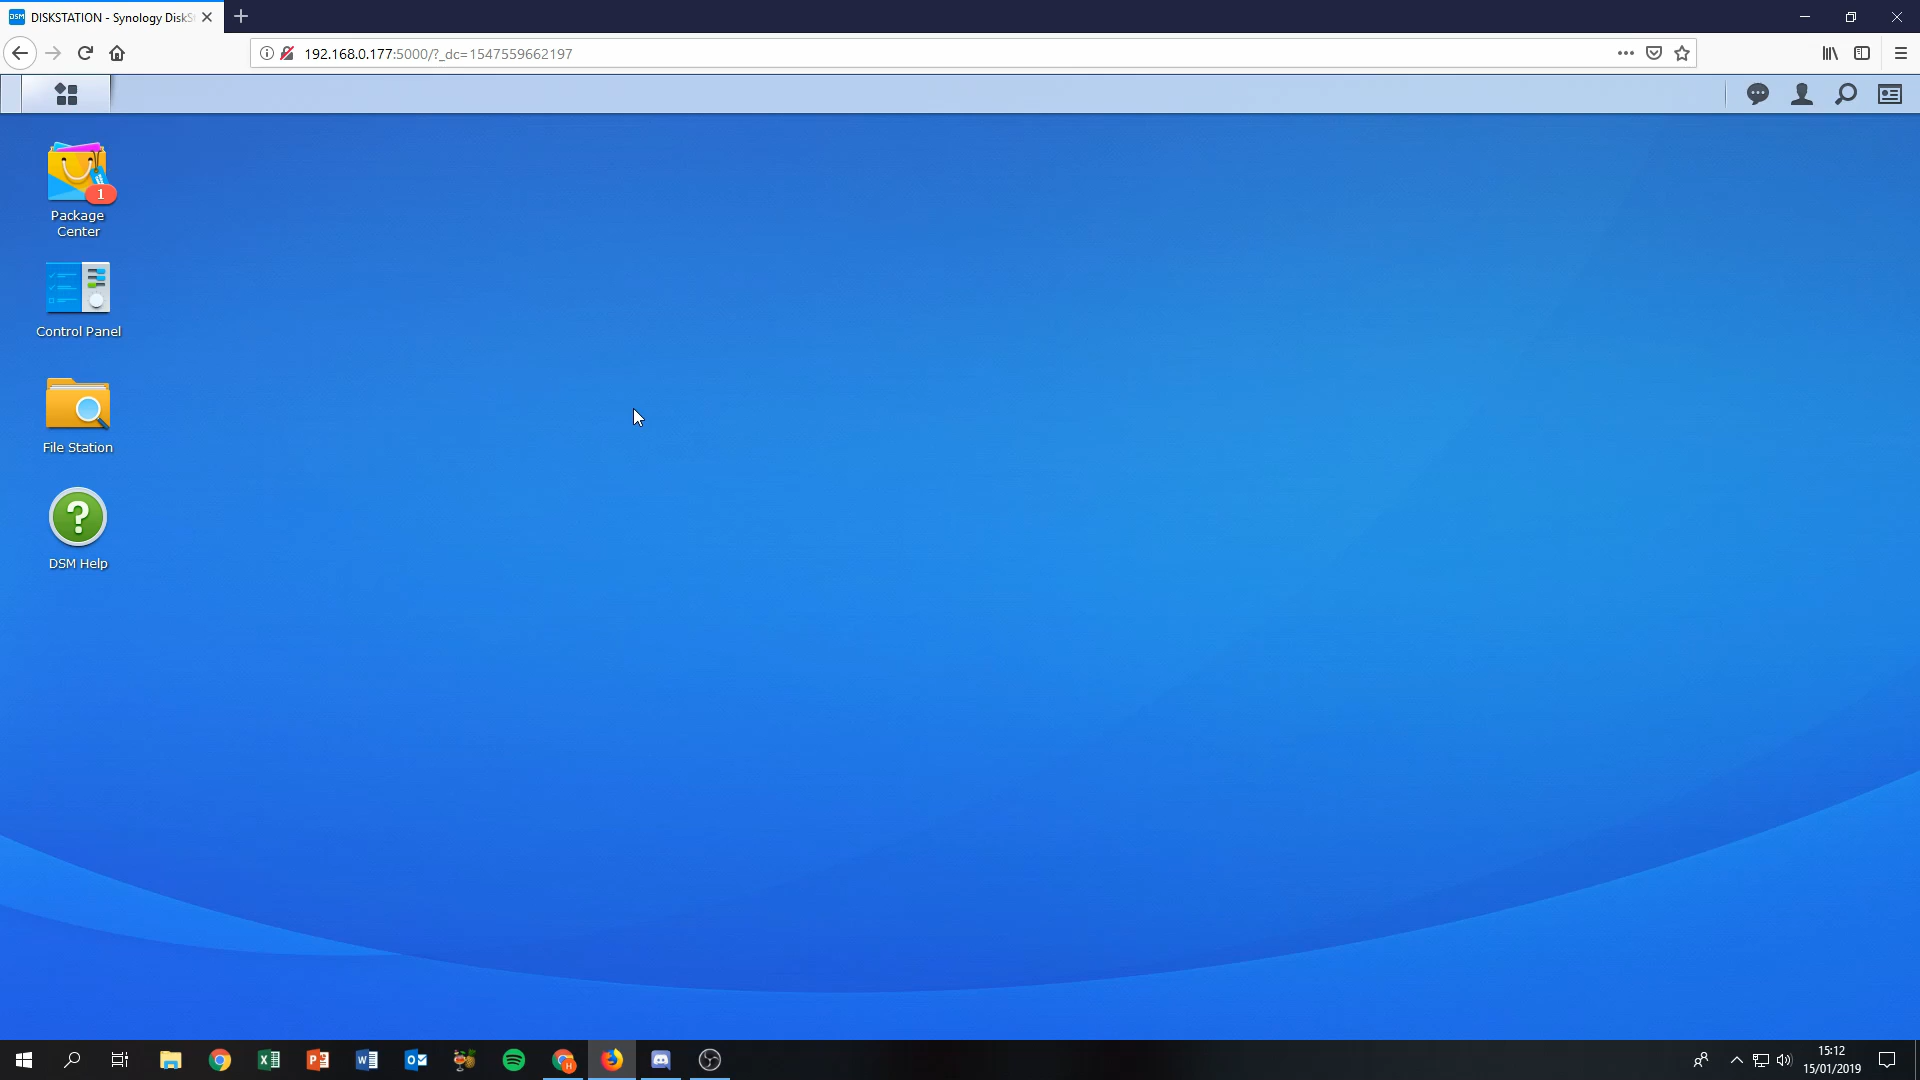 DISKSTATION - Synology DiskS
192.168.0.177:5000/?_dc=1547559662197
1
Package
Center
Control Panel
File Station
?
DSM Help
15:12
15/01/2019